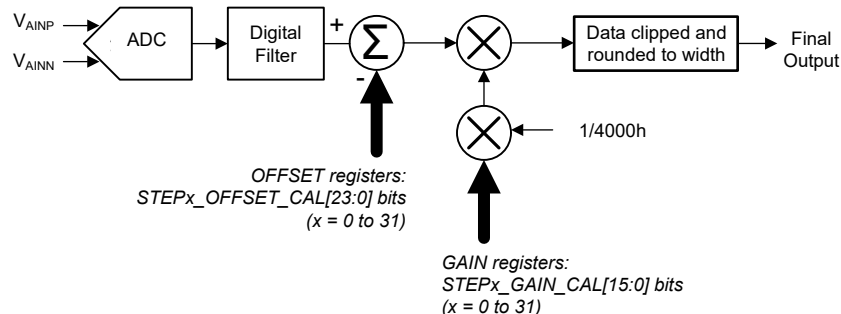 V_AINP
V_AINN
ADC
Digital
Filter
+
-
Σ
Data clipped and
rounded to width
Final
Output
1/4000h
OFFSET registers:
STEPx_OFFSET_CAL[23:0] bits
(x = 0 to 31)
GAIN registers:
STEPx_GAIN_CAL[15:0] bits
(x = 0 to 31)